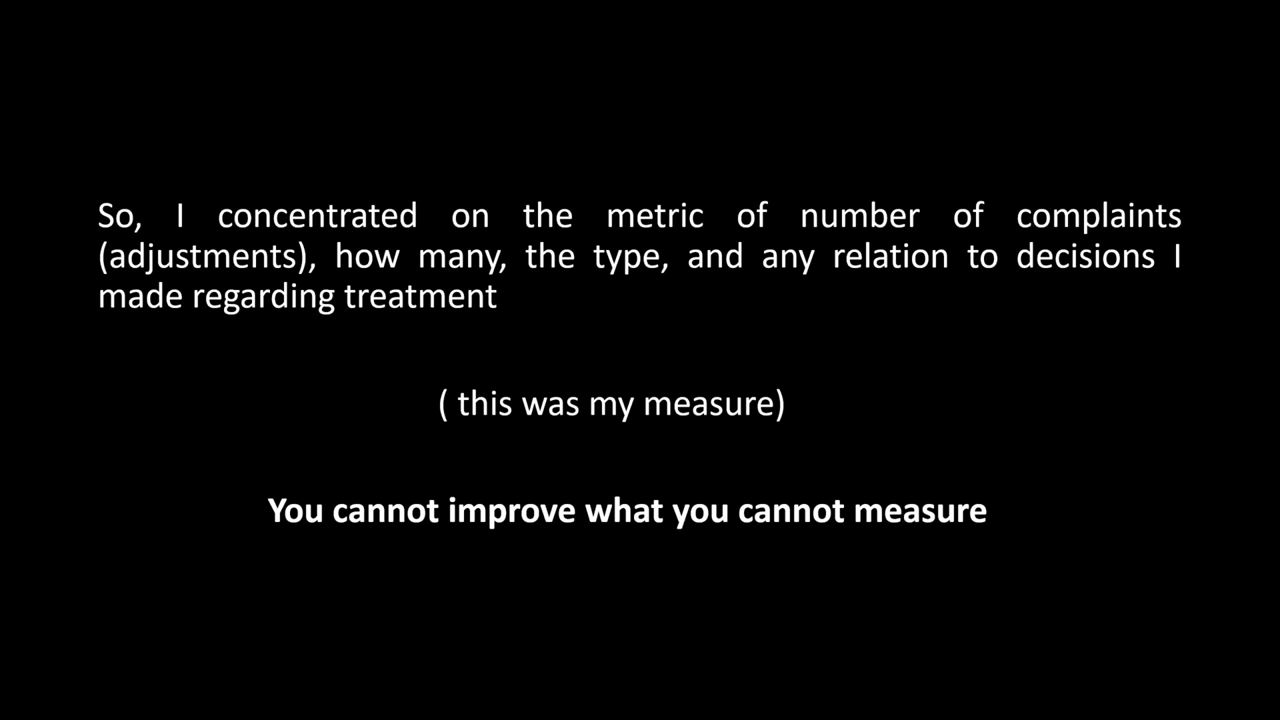 So, I concentrated on the metric of number of complaints
(adjustments), how many, the type, and any relation to decisions I
made regarding treatment
( this was my measure)
You cannot improve what you cannot measure